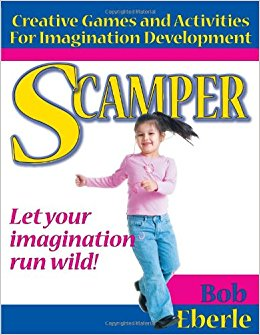 Creative Games and Activities
For Imagination Development
SCAMPER
Let your
imagination
run wild!
Bob
Eberle